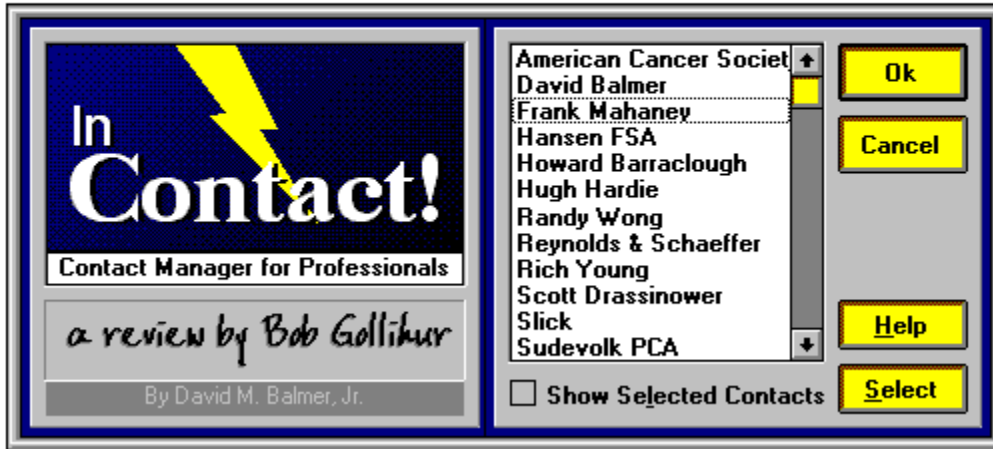 In
Contact!
Contact Manager for Professionals
a review by Bob Gollihur
By David M. Balmer, Jr.
American Cancer Societ
David Balmer
Frank Mahaney
Hansen FSA
Howard Barraclough
Hugh Hardie
Randy Wong
Reynolds & Schaeffer
Rich Young
Scott Drassinower
Slick
Sudevolk PCA
Show Selected Contacts
Ok
Cancel
Help
Select